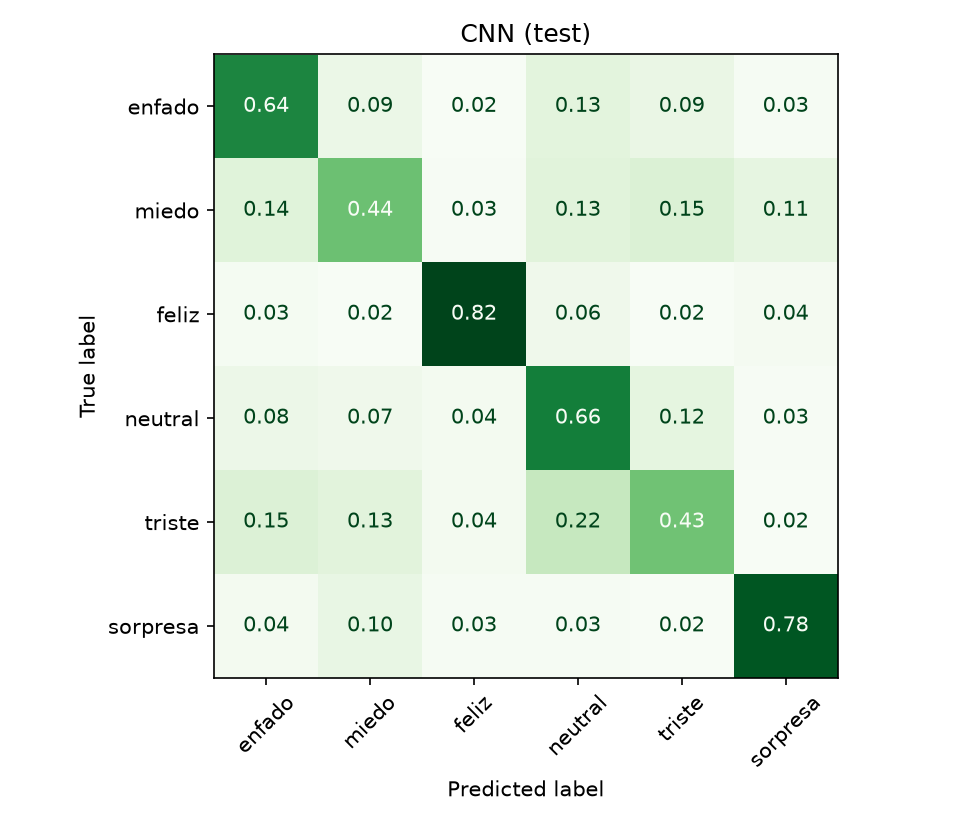 CNN (test)
True label
enfado 0.64 0.09 0.02 0.13 0.09 0.03
miedo 0.14 0.44 0.03 0.13 0.15 0.11
feliz 0.03 0.02 0.82 0.06 0.02 0.04
neutral 0.08 0.07 0.04 0.66 0.12 0.03
triste 0.15 0.13 0.04 0.22 0.43 0.02
sorpresa 0.04 0.10 0.03 0.03 0.02 0.78
enfado miedo feliz neutral triste sorpresa
Predicted label